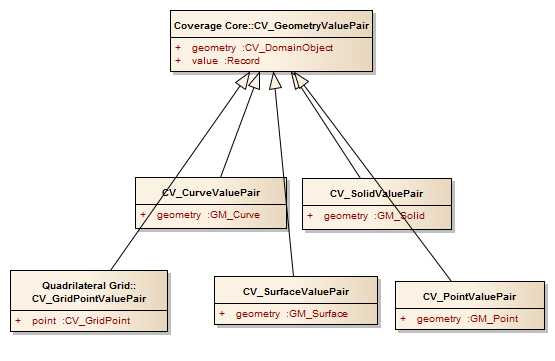 Coverage Core::CV_GeometryValuePair
+ geometry :CV_DomainObject
+ value :Record
CV_CurveValuePair
+ geometry :GM_Curve
CV_SolidValuePair
+ geometry :GM_Solid
Quadrilateral Grid::
CV_GridPointValuePair
+ point :CV_GridPoint
CV_SurfaceValuePair
+ geometry :GM_Surface
CV_PointValuePair
+ geometry :GM_Point